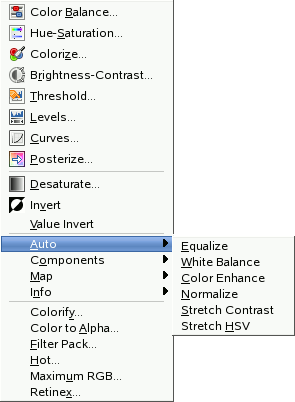 Color Balance...
Hue-Saturation...
Colorize...
Brightness-Contrast...
Threshold...
Levels...
Curves...
Posterize...
Desaturate...
Invert
Value Invert
Auto
Components
Map
Info
Equalize
White Balance
Color Enhance
Normalize
Stretch Contrast
Stretch HSV
Colorify...
Color to Alpha...
Filter Pack...
Hot...
Maximum RGB...
Retinex...